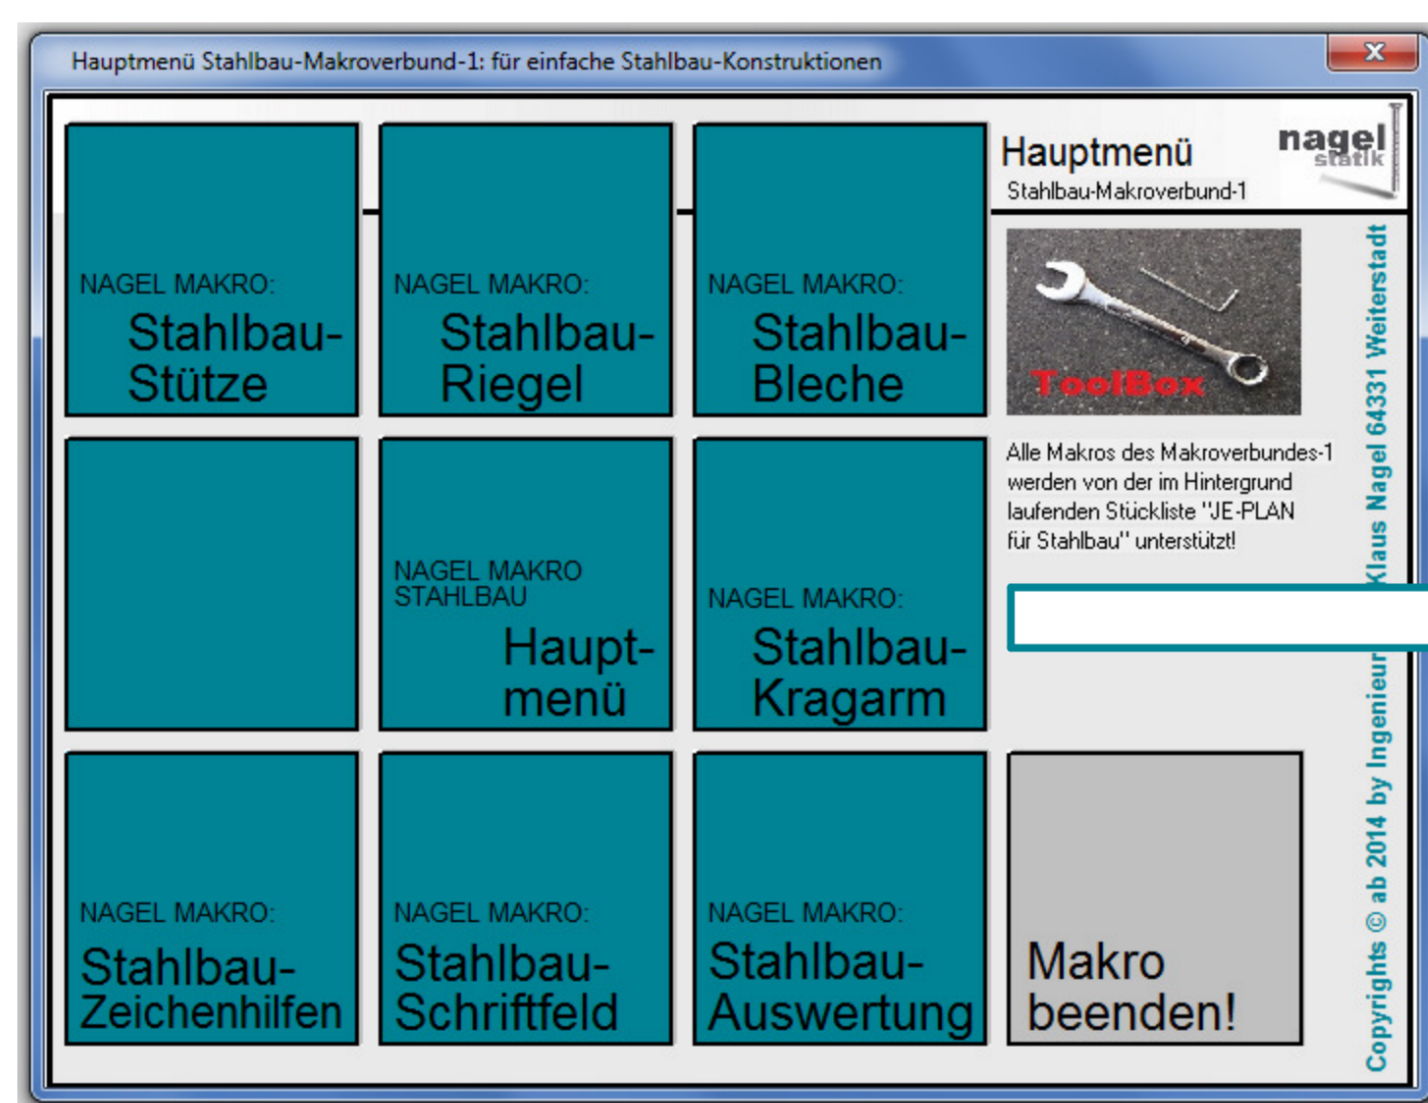 Hauptmenü Stahlbau-Makroverbund-1: für einfache Stahlbau-Konstruktionen
x
NAGEL MAKRO:
Stahlbau-
Stütze
NAGEL MAKRO:
Stahlbau-
Riegel
NAGEL MAKRO:
Stahlbau-
Bleche
Hauptmenü
Stahlbau-Makroverbund-1
nagel
statik
ToolBox
Alle Makros des Makroverbundes-1
werden von der im Hintergrund
laufenden Stückliste "JE-PLAN
für Stahlbau" unterstützt!
NAGEL MAKRO
STAHLBAU
Haupt-
menü
NAGEL MAKRO:
Stahlbau-
Kragarm
NAGEL MAKRO:
Stahlbau-
Zeichenhilfen
NAGEL MAKRO:
Stahlbau-
Schriftfeld
NAGEL MAKRO:
Stahlbau-
Auswertung
Makro
beenden!
Copyrights © ab 2014 by Ingenieur Klaus Nagel 64331 Weiterstadt